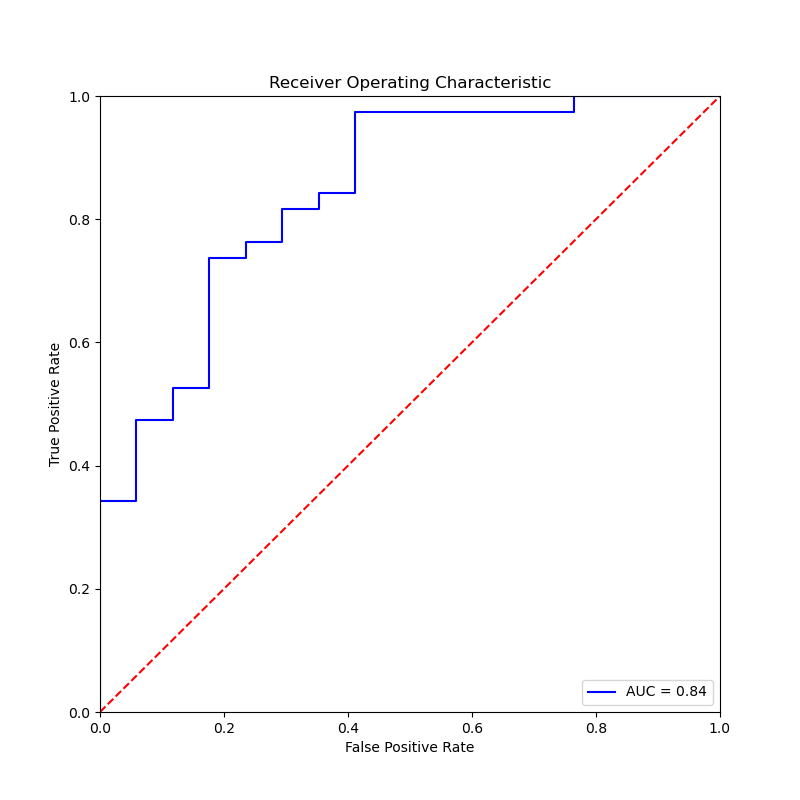 Receiver Operating Characteristic
True Positive Rate
1.0
0.8
0.6
0.4
0.2
0.0
0.0 0.2 0.4 0.6 0.8 1.0
False Positive Rate
AUC = 0.84